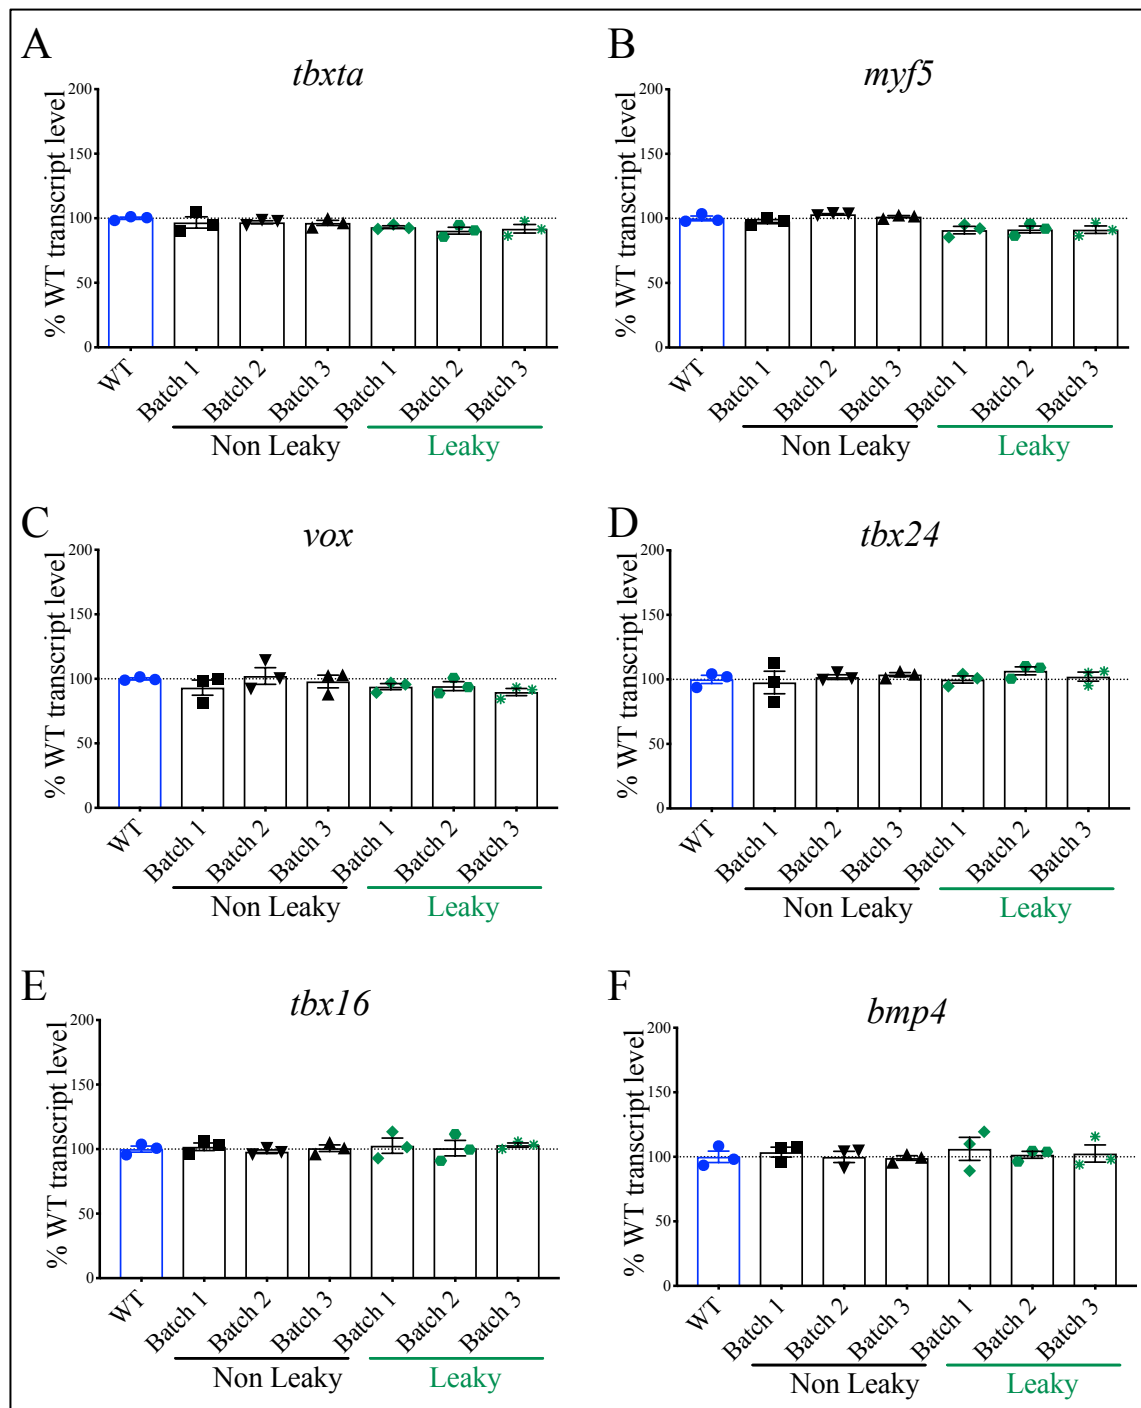 A
tbxta
% WT transcript level
200
150
100
50
0
WT
Batch 1
Batch 2
Batch 3
Batch 1
Batch 2
Batch 3
Non Leaky
Leaky
B
myf5
% WT transcript level
200
150
100
50
0
WT
Batch 1
Batch 2
Batch 3
Batch 1
Batch 2
Batch 3
Non Leaky
Leaky
C
vox
% WT transcript level
200
150
100
50
0
WT
Batch 1
Batch 2
Batch 3
Batch 1
Batch 2
Batch 3
Non Leaky
Leaky
D
tbx24
% WT transcript level
200
150
100
50
0
WT
Batch 1
Batch 2
Batch 3
Batch 1
Batch 2
Batch 3
Non Leaky
Leaky
E
tbx16
% WT transcript level
200
150
100
50
0
WT
Batch 1
Batch 2
Batch 3
Batch 1
Batch 2
Batch 3
Non Leaky
Leaky
F
bmp4
% WT transcript level
200
150
100
50
0
WT
Batch 1
Batch 2
Batch 3
Batch 1
Batch 2
Batch 3
Non Leaky
Leaky